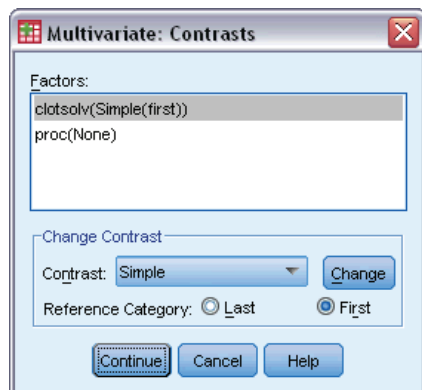 Multivariate: Contrasts
Factors:
clotsolv(Simple(first))
proc(None)
Change Contrast
Contrast: Simple Change
Reference Category: Last First
Continue Cancel Help